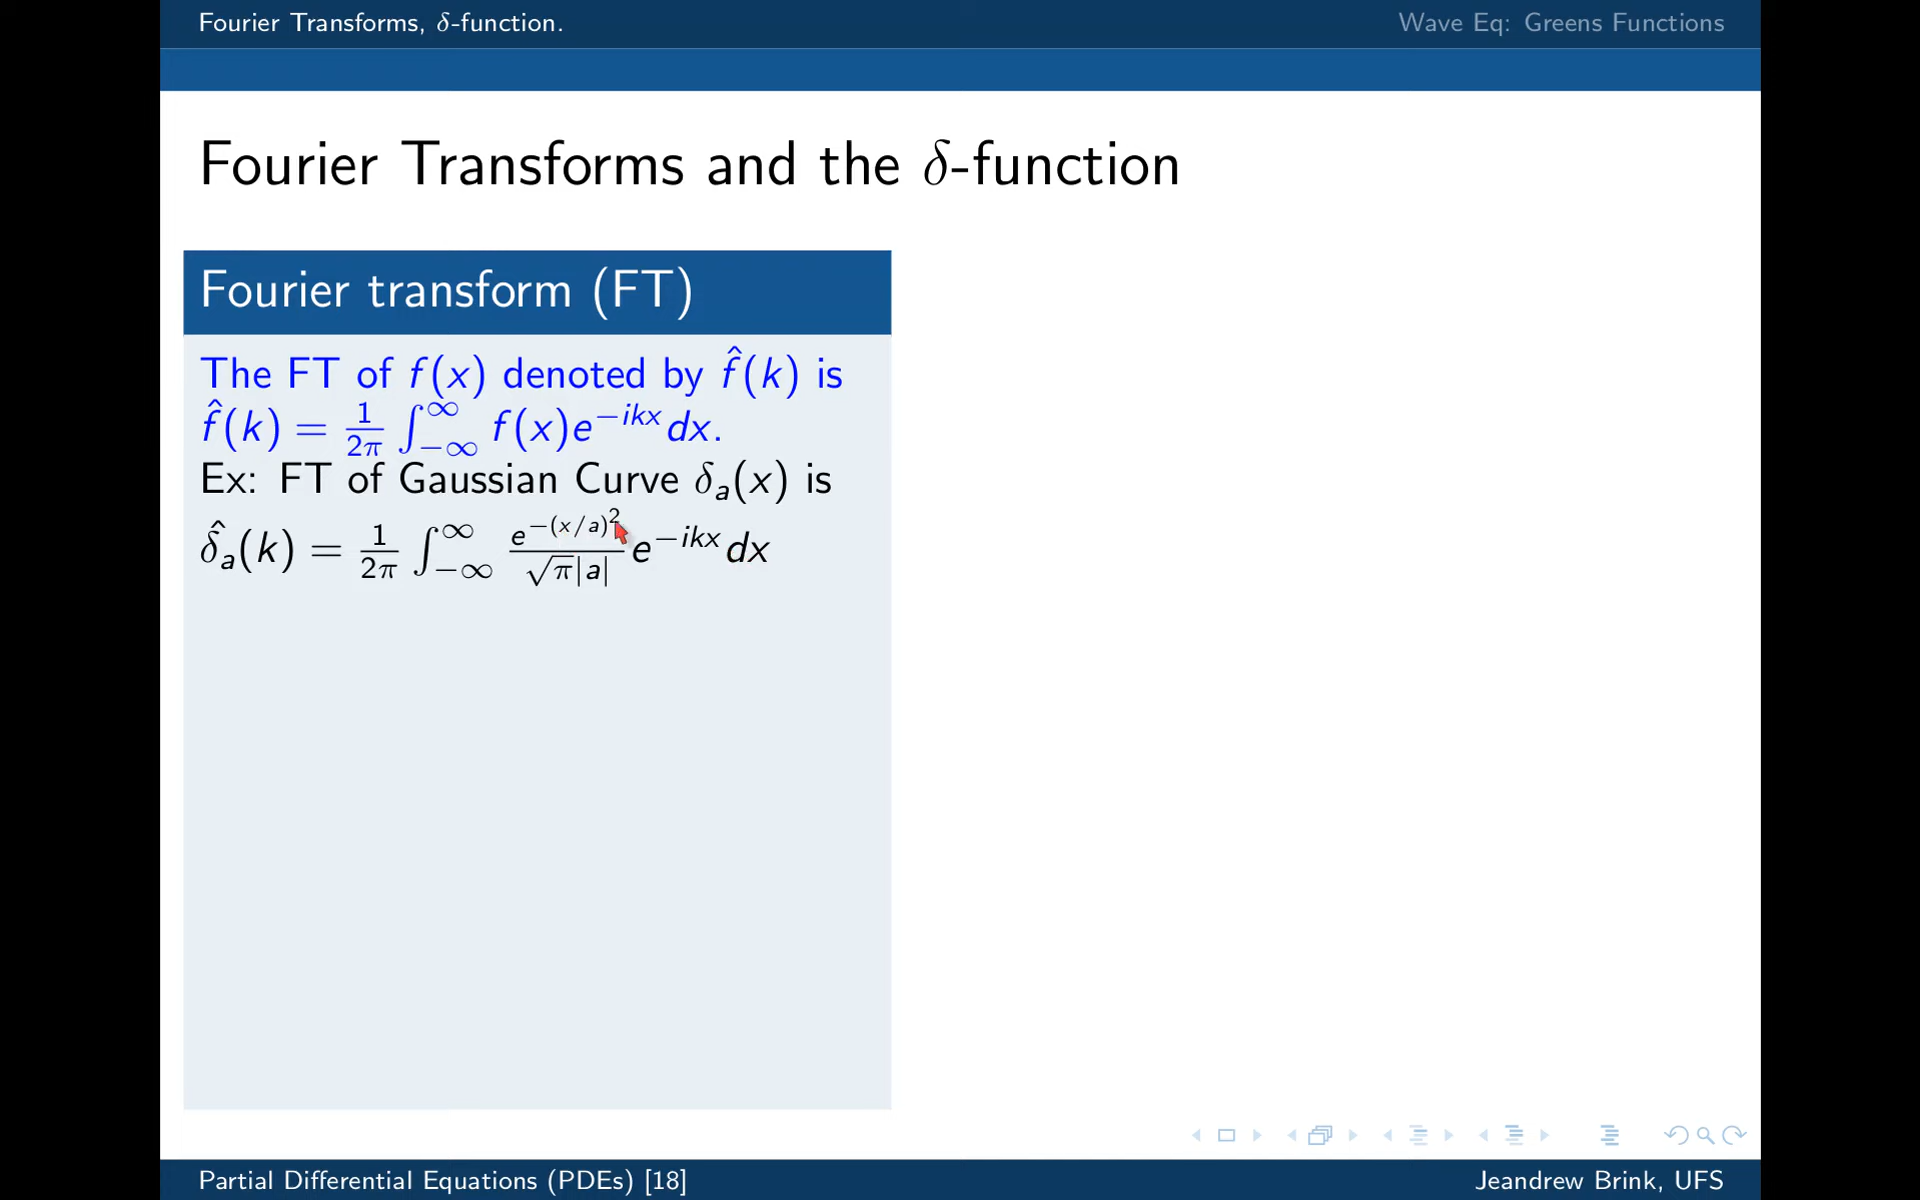 Fourier Transforms, δ-function.
Wave Eq: Greens Functions
Fourier Transforms and the δ-function
Fourier transform (FT)
The FT of f(x) denoted by f̂(k) is
f̂(k) = 1/2π ∫_{−∞}^{∞} f(x)e^{−ikx}dx.
Ex: FT of Gaussian Curve δ_a(x) is
δ̂_a(k) = 1/2π ∫_{−∞}^{∞} e^{−(x/a)^2}/√π|a| e^{−ikx}dx
Partial Differential Equations (PDEs) [18]
Jeandrew Brink, UFS